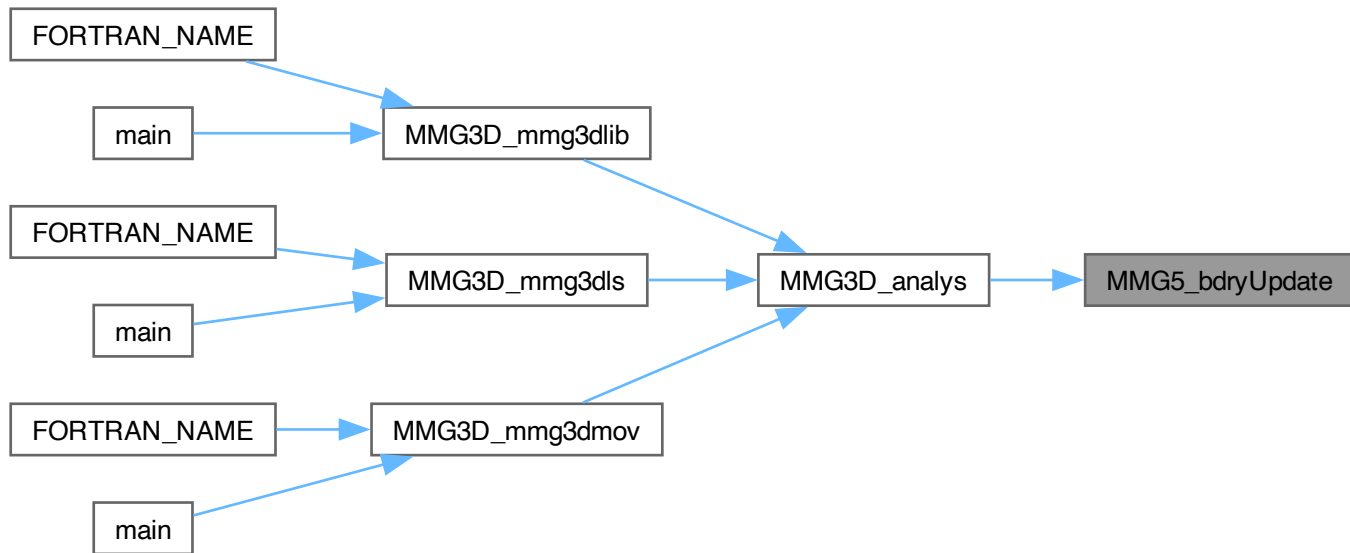 FORTRAN_NAME
main
MMG3D_mmg3dlib
FORTRAN_NAME
main
MMG3D_mmg3dls
MMG3D_analys
MMG5_bdryUpdate
FORTRAN_NAME
main
MMG3D_mmg3dmov